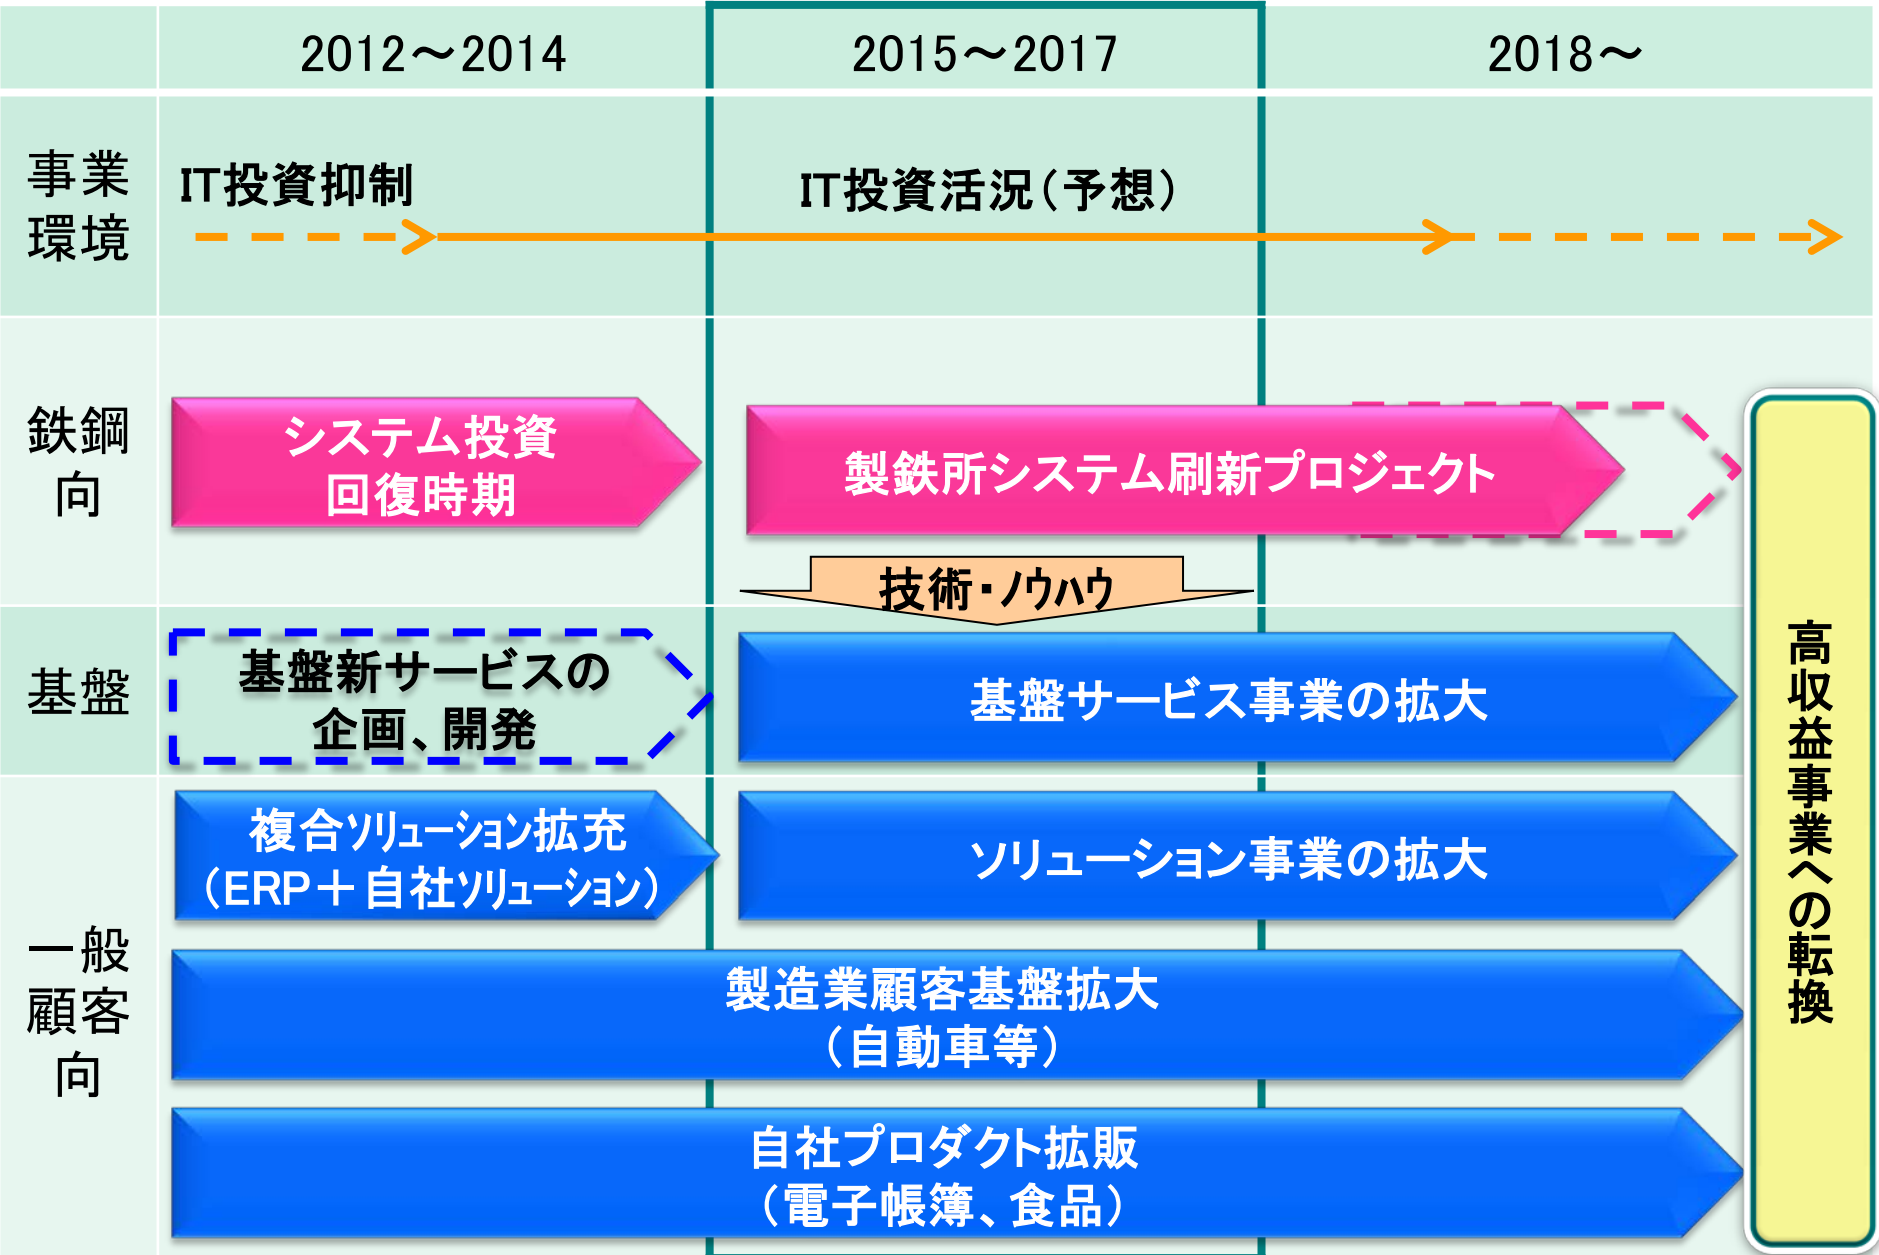 2012～2014
2015～2017
2018～
事業
環境
IT投資抑制
IT投資活況（予想）
鉄鋼
向
システム投資
回復時期
製鉄所システム刷新プロジェクト
技術・ノウハウ
基盤
基盤新サービスの
企画、開発
基盤サービス事業の拡大
一般
顧客
向
複合ソリューション拡充
（ERP＋自社ソリューション）
ソリューション事業の拡大
製造業顧客基盤拡大
（自動車等）
自社プロダクト拡販
（電子帳簿、食品）
高収益事業への転換